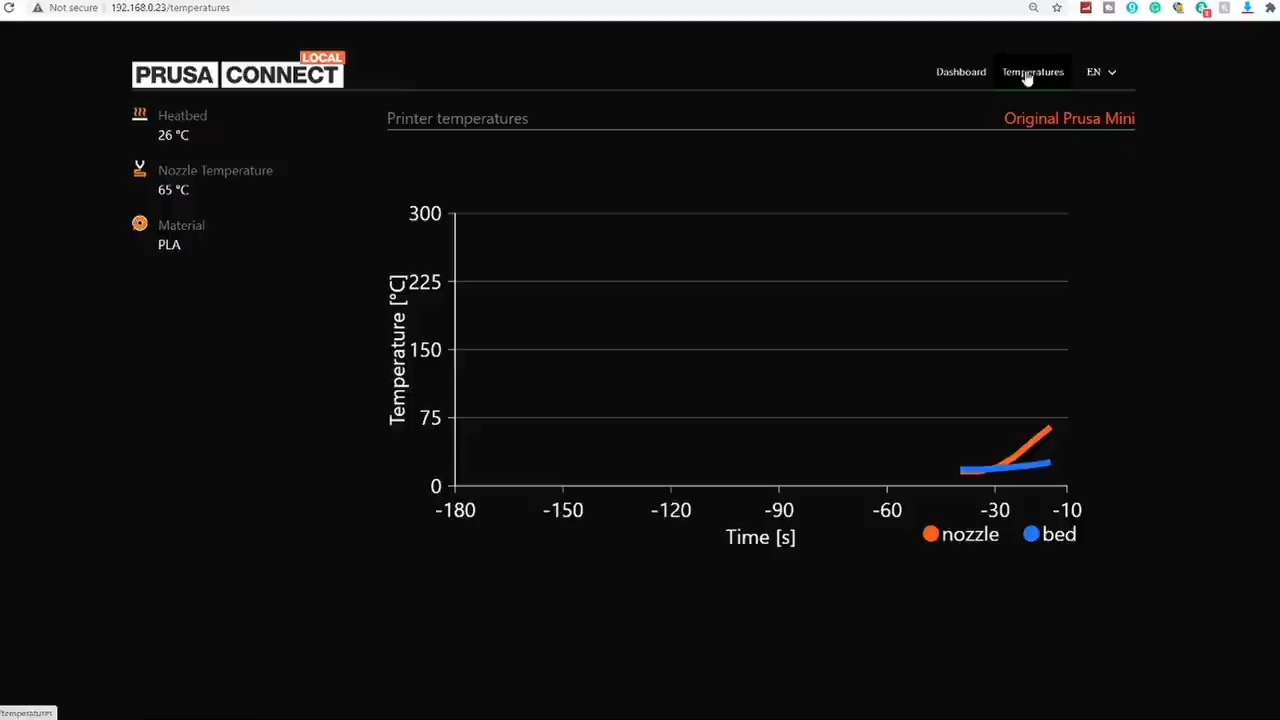 Not secure 192.168.0.23/temperatures
LOCAL
PRUSA CONNECT
Dashboard Temperatures EN
Heatbed
26 °C
Nozzle Temperature
65 °C
Material
PLA
Printer temperatures Original Prusa Mini
300
225
150
75
0
Temperature [°C]
-180 -150 -120 -90 -60 -30 -10
Time [s]
nozzle bed
/temperatures